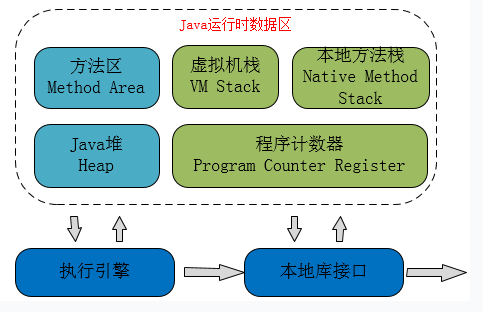 Java运行时数据区
方法区
Method Area
虚拟机栈
VM Stack
本地方法栈
Native Method
Stack
Java堆
Heap
程序计数器
Program Counter Register
执行引擎
本地库接口